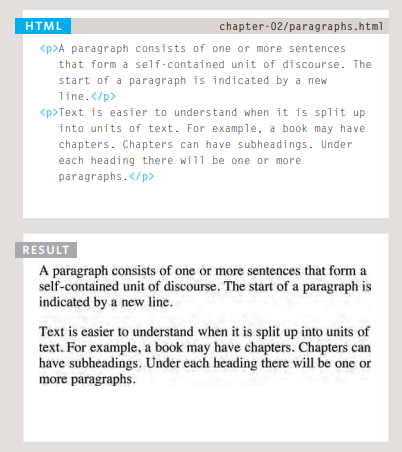 HTML chapter-02/paragraphs.html
<p>A paragraph consists of one or more sentences
that form a self-contained unit of discourse. The
start of a paragraph is indicated by a new
line.</p>
<p>Text is easier to understand when it is split up
into units of text. For example, a book may have
chapters. Chapters can have subheadings. Under
each heading there will be one or more
paragraphs.</p>
RESULT
A paragraph consists of one or more sentences that form a
self-contained unit of discourse. The start of a paragraph is
indicated by a new line.
Text is easier to understand when it is split up into units of
text. For example, a book may have chapters. Chapters can
have subheadings. Under each heading there will be one or
more paragraphs.